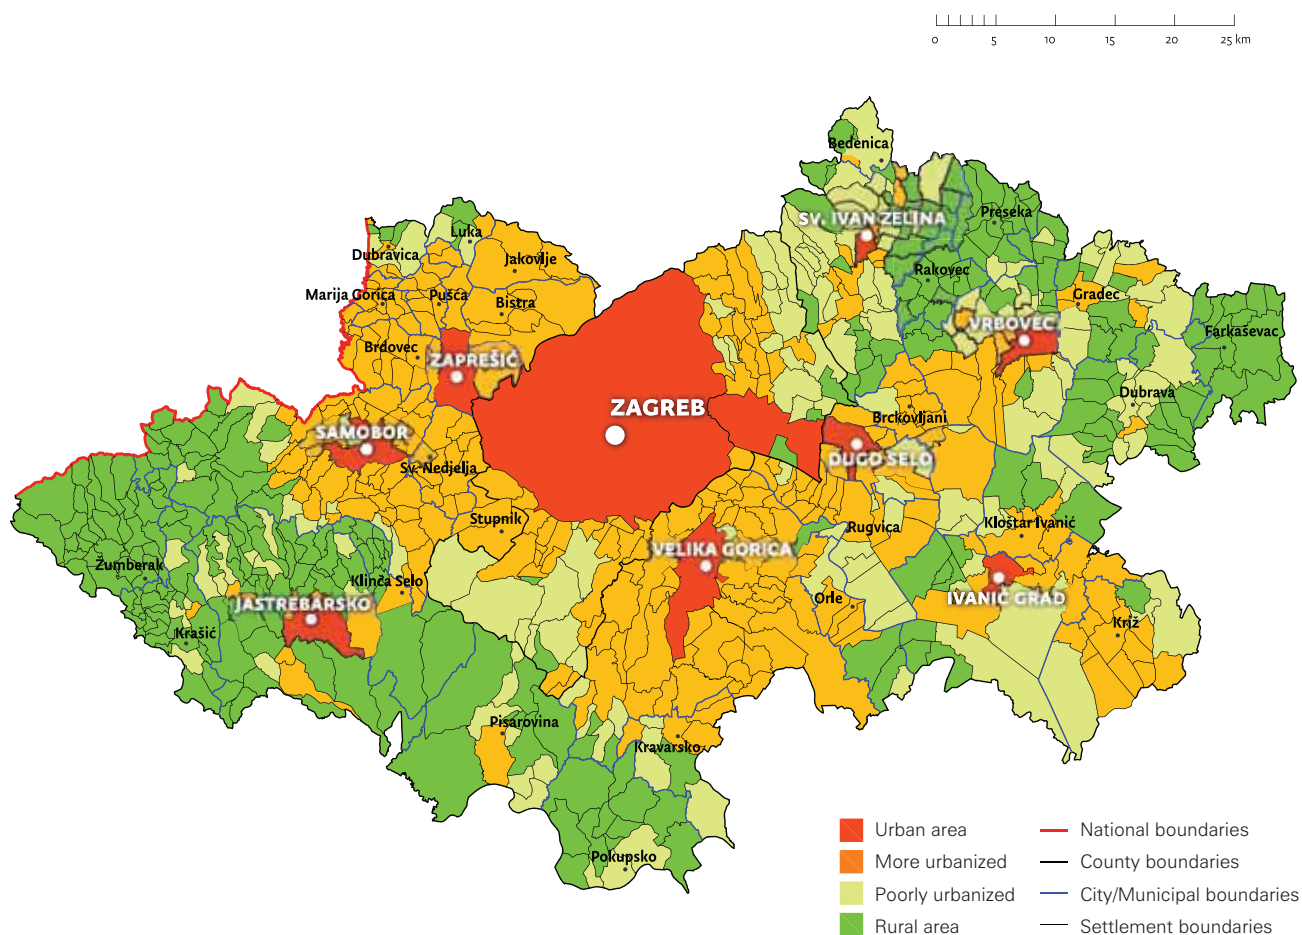 0 5 10 15 20 25 km
Bedenica
SV. IVAN ZELINA
Preseka
Luka
Dubravica
Jakovlje
Rakovec
Marija Gorica
Pušća
Bistra
Gradec
VRBOVEC
Farkaševac
Brdovec
ZAPREŠIĆ
Dubrava
ZAGREB
Brckovljani
SAMOBOR
DUGO SELO
Sv. Nedjelja
Stupnik
Rugvica
Kloštar Ivanić
VELIKA GORICA
Žumberak
Klinča Selo
IVANIĆ GRAD
Orle
JASTREBARSKO
Križ
Krašić
Pisarovina
Kravarsko
Pokupsko
Urban area
More urbanized
Poorly urbanized
Rural area
National boundaries
County boundaries
City/Municipal boundaries
Settlement boundaries